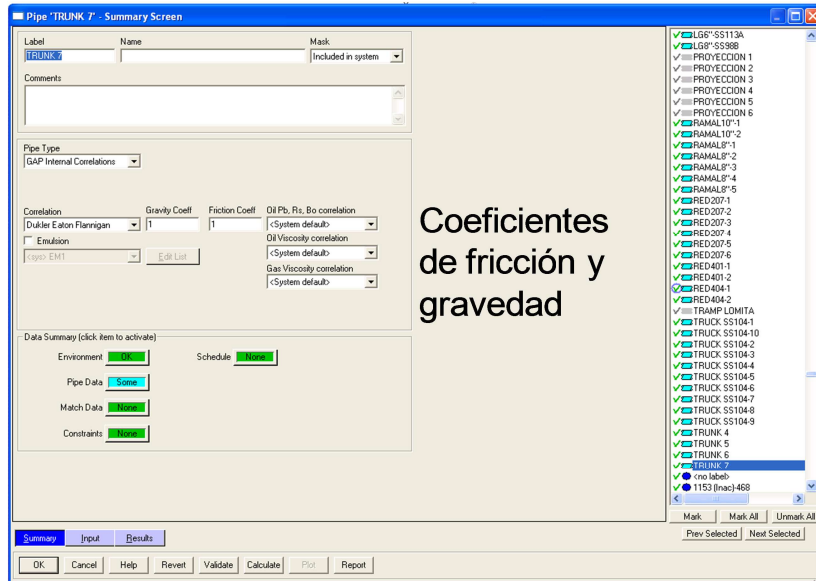 Pipe 'TRUNK 7' - Summary Screen
Label
Name
Mask
TRUNK 7
Included in system
Comments
Pipe Type
GAP Internal Correlations
Correlation
Gravity Coeff
Friction Coeff
Oil Pb, Rs, Bo correlation
Dukler Eaton Flannigan
1
1
<System default>
Emulsion
Oil Viscosity correlation
<sys> EM1
Edit List
<System default>
Gas Viscosity correlation
<System default>
Coeficientes
de fricción y
gravedad
Data Summary (click item to activate)
Environment
OK
Schedule
None
Pipe Data
Some
Match Data
None
Constraints
None
LG6"-SS113A
LG8"-SS98B
PROYECCION 1
PROYECCION 2
PROYECCION 3
PROYECCION 4
PROYECCION 5
PROYECCION 6
RAMAL10"-1
RAMAL10"-2
RAMAL8"-1
RAMAL8"-2
RAMAL8"-3
RAMAL8"-4
RAMAL8"-5
RED207-1
RED207-2
RED207-3
RED207 4
RED207-5
RED207-6
RED401-1
RED401-2
RED404-1
RED404-2
TRAMP LOMITA
TRUCK SS104-1
TRUCK SS104-10
TRUCK SS104-2
TRUCK SS104-3
TRUCK SS104-4
TRUCK SS104-5
TRUCK SS104-6
TRUCK SS104-7
TRUCK SS104-8
TRUCK SS104-9
TRUNK 4
TRUNK 5
TRUNK 6
TRUNK 7
<no label>
1153 (Inac)-468
Mark
Mark All
Unmark All
Prev Selected
Next Selected
Summary
Input
Results
OK
Cancel
Help
Revert
Validate
Calculate
Plot
Report